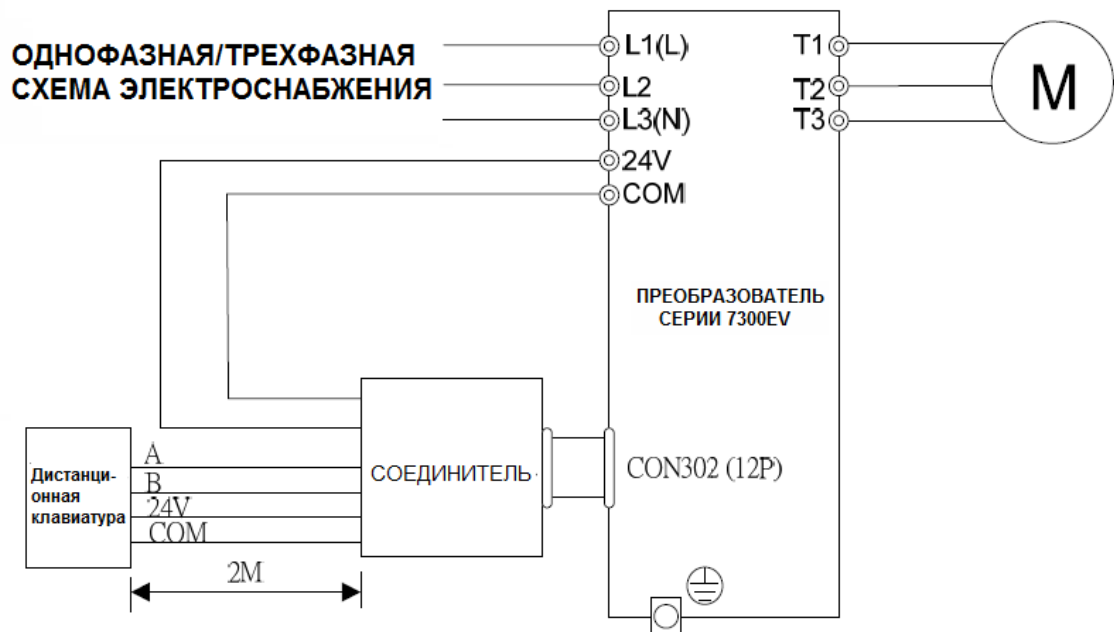 ОДНОФАЗНАЯ/ТРЕХФАЗНАЯ
СХЕМА ЭЛЕКТРОСНАБЖЕНИЯ
L1(L)
L2
L3(N)
24V
COM
T1
T2
T3
M
ПРЕОБРАЗОВАТЕЛЬ
СЕРИИ 7300EV
Дистанци-
онная
клавиатура
A
B
24V
COM
2M
СОЕДИНИТЕЛЬ
CON302 (12P)